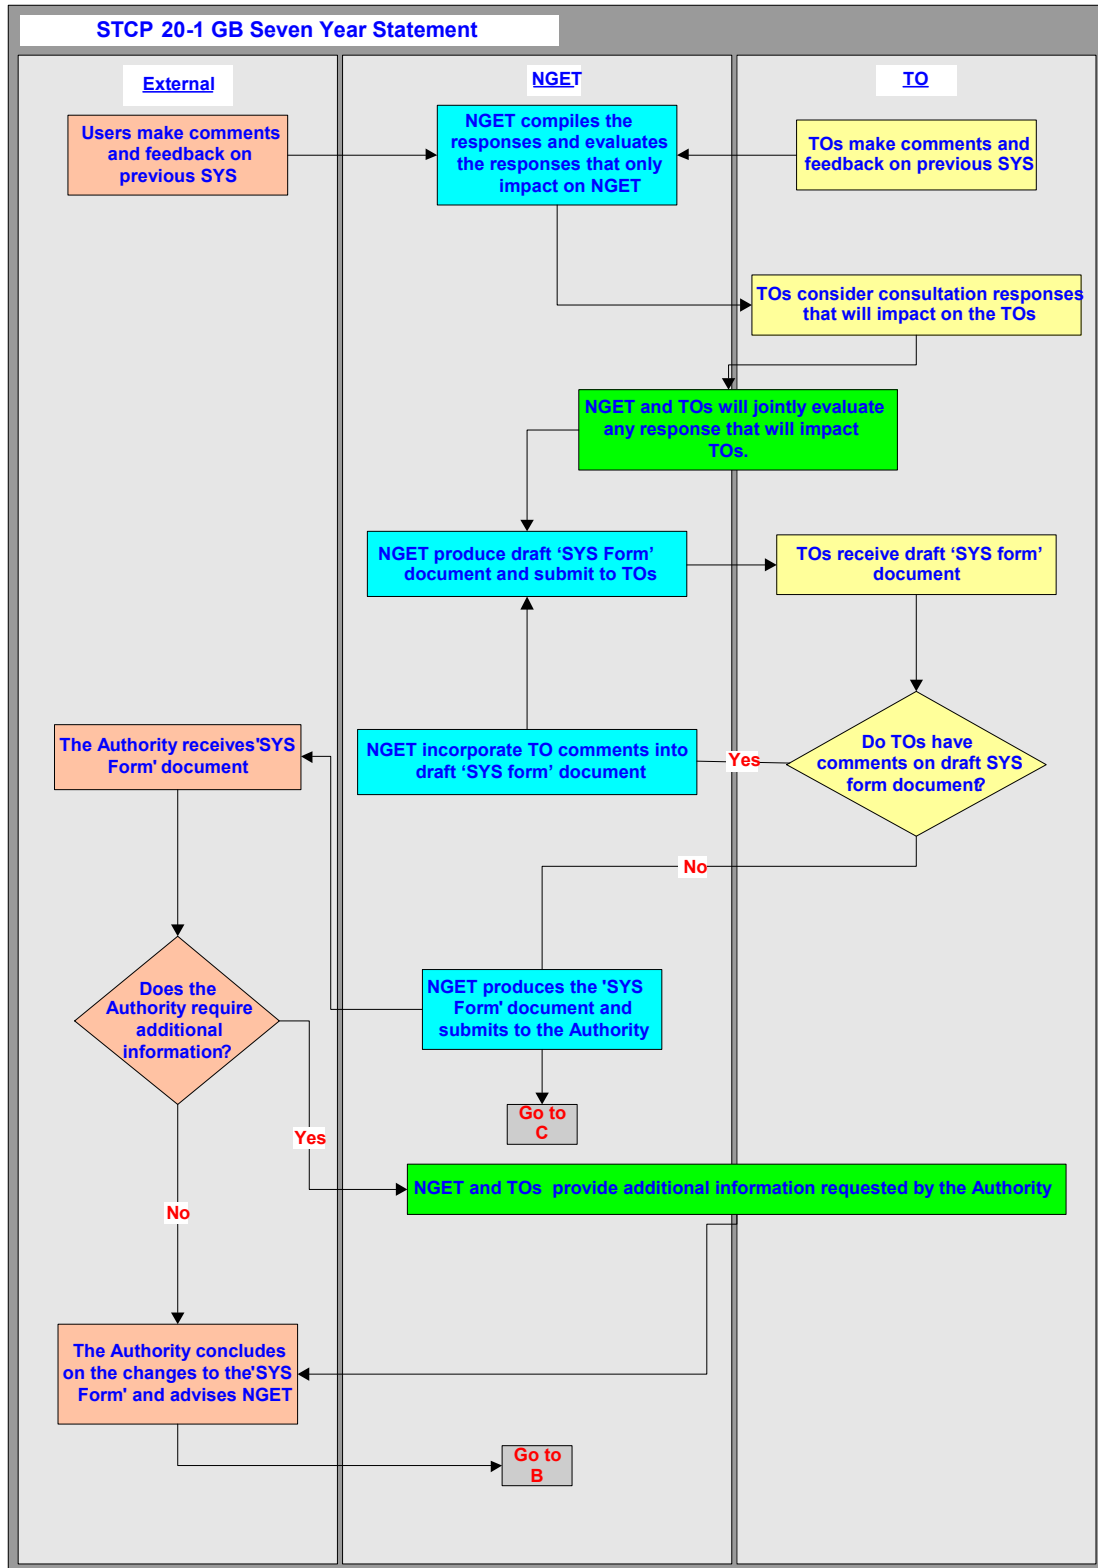 STCP 20-1 GB Seven Year Statement
External
NGET
TO
Users make comments
and feedback on
previous SYS
NGET compiles the
responses and evaluates
the responses that only
impact on NGET
TOs make comments and
feedback on previous SYS
TOs consider consultation responses
that will impact on the TOs
NGET and TOs will jointly evaluate
any response that will impact
TOs.
NGET produce draft ‘SYS Form’
document and submit to TOs
TOs receive draft ‘SYS form’
document
The Authority receives 'SYS
Form' document
NGET incorporate TO comments into
draft ‘SYS form’ document
Yes
Do TOs have
comments on draft SYS
form document?
No
Does the
Authority require
additional
information?
NGET produces the 'SYS
Form' document and
submits to the Authority
Go to
C
Yes
NGET and TOs provide additional information requested by the Authority
No
The Authority concludes
on the changes to the 'SYS
Form' and advises NGET
Go to
B